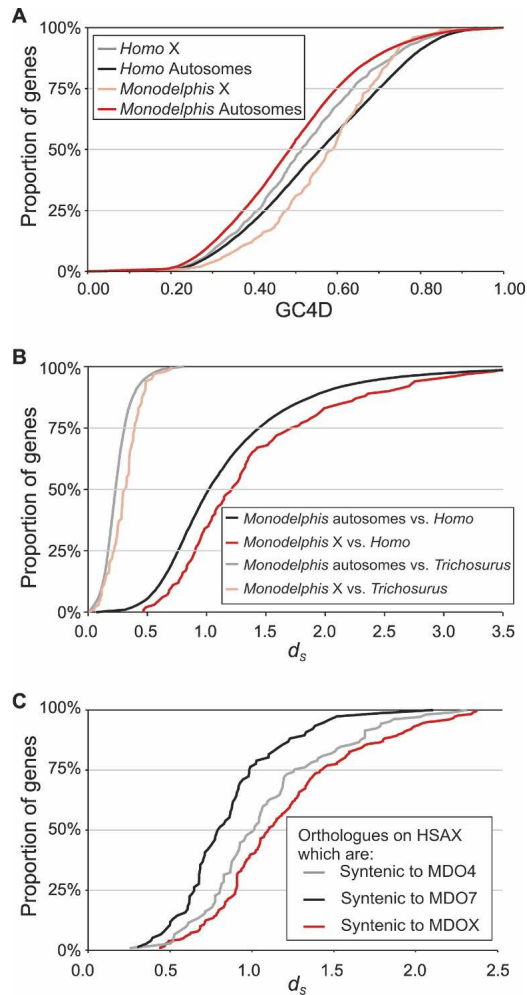 A
Proportion of genes
100%
75%
50%
25%
0%
Homo X
Homo Autosomes
Monodelphis X
Monodelphis Autosomes
0.00 0.20 0.40 0.60 0.80 1.00
GC4D
B
Proportion of genes
100%
75%
50%
25%
0%
Monodelphis autosomes vs. Homo
Monodelphis X vs. Homo
Monodelphis autosomes vs. Trichosurus
Monodelphis X vs. Trichosurus
0.0 0.5 1.0 1.5 2.0 2.5 3.0 3.5
ds
C
Proportion of genes
100%
75%
50%
25%
0%
Orthologues on HSAX
which are:
Syntenic to MDO4
Syntenic to MDO7
Syntenic to MDOX
0.0 0.5 1.0 1.5 2.0 2.5
ds